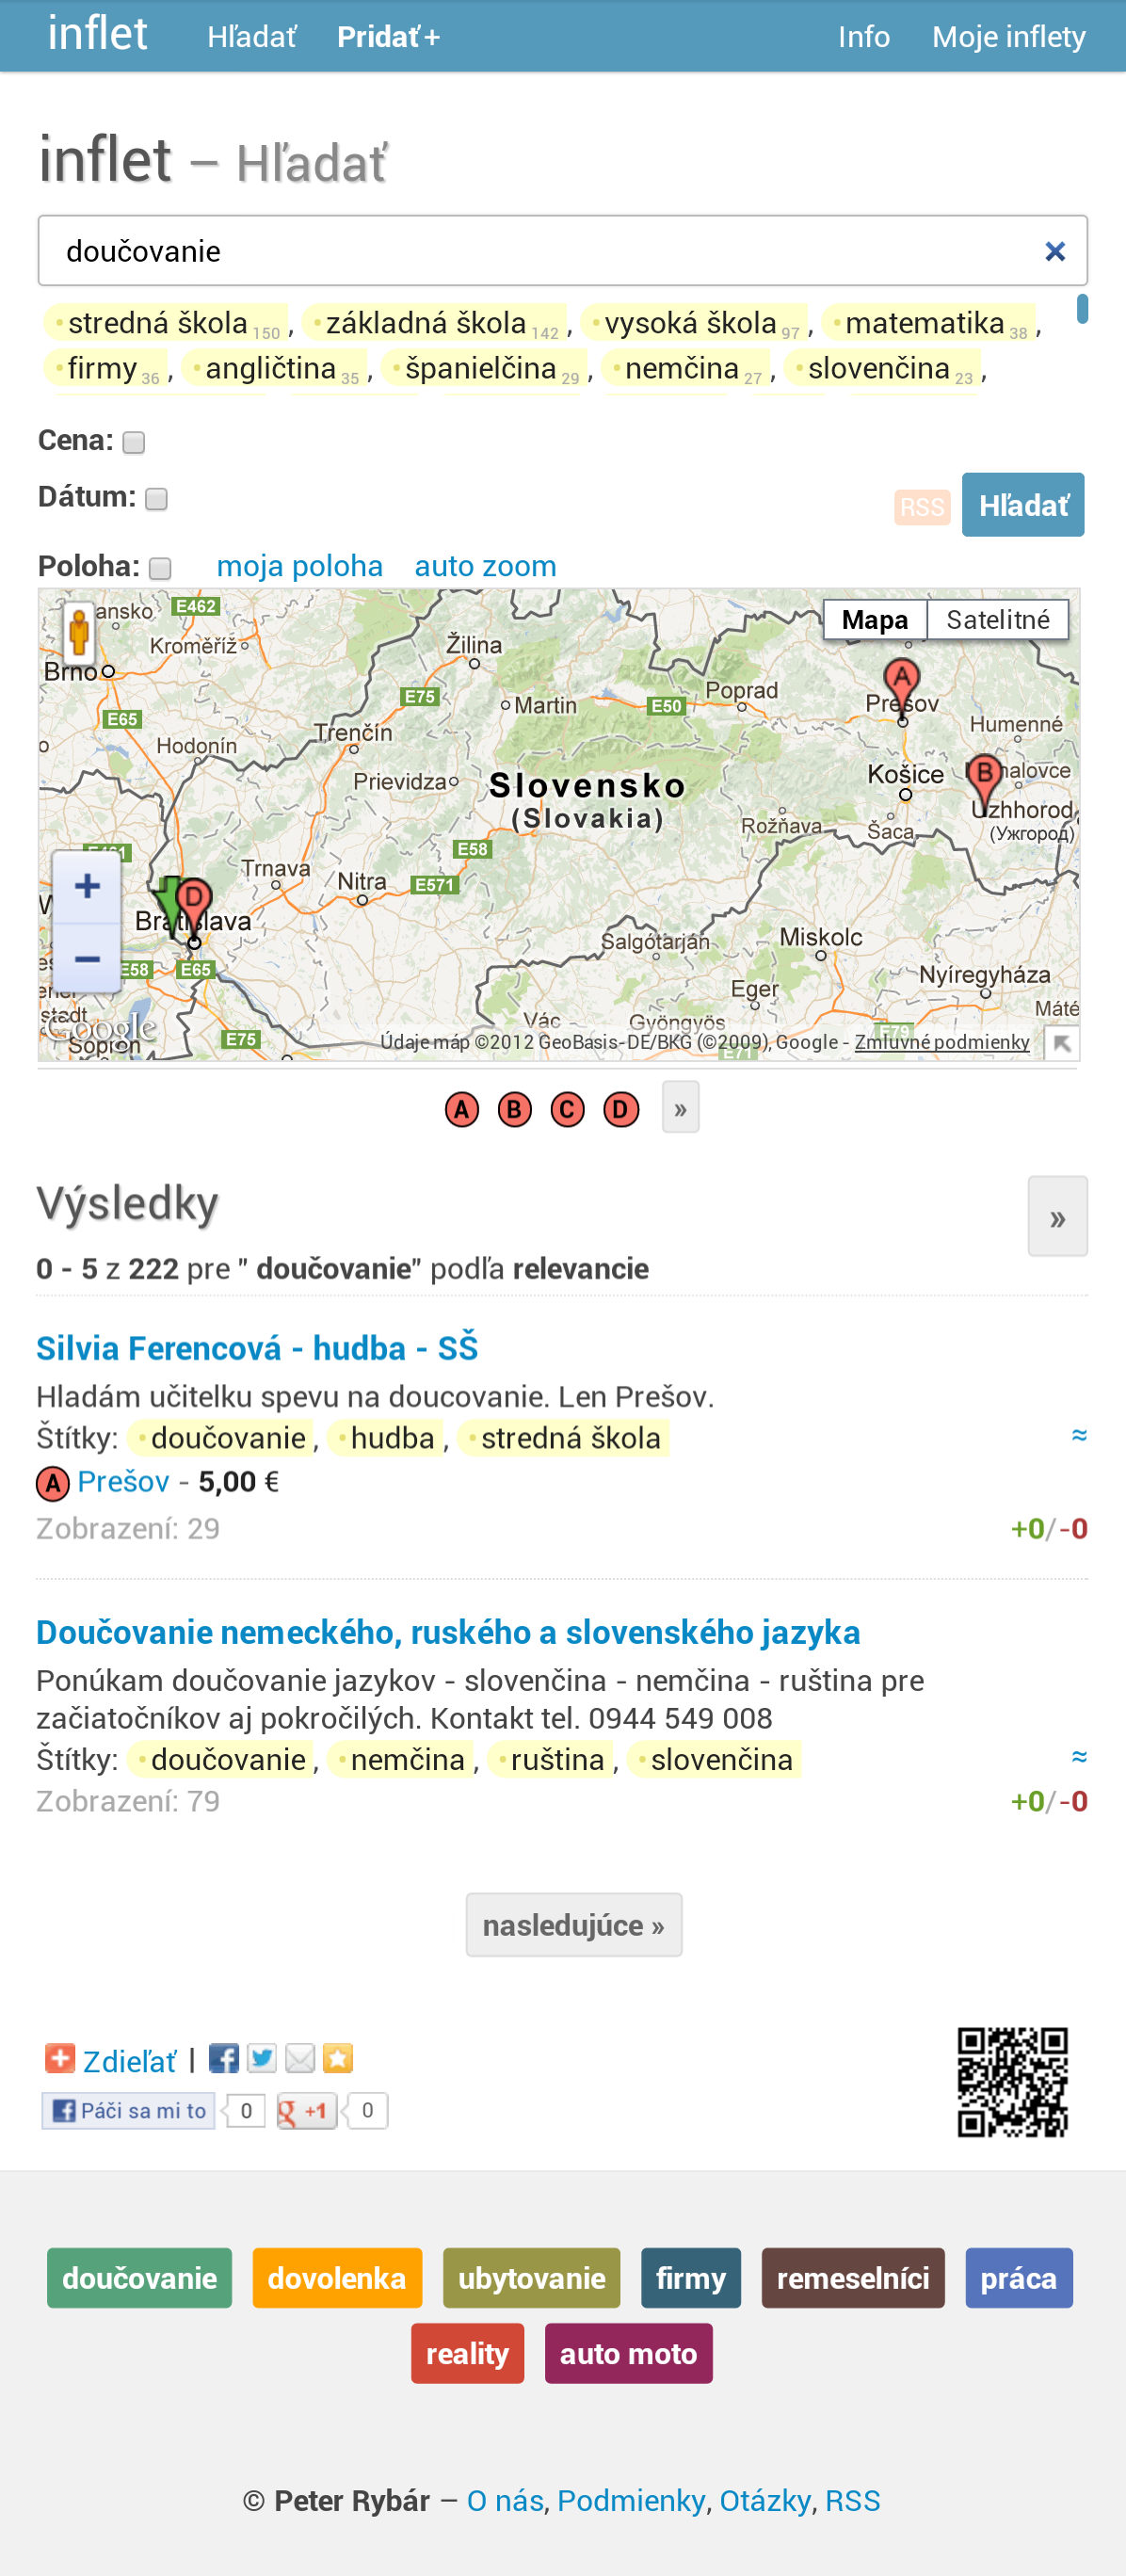 inflet Hľadať Pridať + Info Moje inflety
inflet – Hľadať
doučovanie ×
stredná škola 150, základná škola 142, vysoká škola 97, matematika 38,
firmy 36, angličtina 35, španielčina 29, nemčina 27, slovenčina 23,
Cena:
Dátum:
RSS Hľadať
Poloha: moja poloha auto zoom
ansko E462
Mapa Satelitné
Kroměříž Žilina
Brno
A
E75 Martin E50 Poprad Prešov
E65 Trenčín Humenné
Hodonín
B
Prievidza Slovensko Košice
(Slovakia) Uzhhorod
Rožňava Šaca (Ужгород)
E58
Trnava Nitra E571
+
D
Bratislava
Salgótarján Miskolc
−
E58 E65 Nyíregyháza
Eger
stadt Vác Gyöngyös Máté
Google E79
Sopron E75 Údaje máp ©2012 GeoBasis-DE/BKG (©2009), Google - Zmluvné podmienky
E71
A B C D »
Výsledky »
0 - 5 z 222 pre " doučovanie" podľa relevancie
Silvia Ferencová - hudba - SŠ
Hladám učitelku spevu na doucovanie. Len Prešov.
Štítky: doučovanie, hudba, stredná škola ≈
A Prešov - 5,00 €
Zobrazení: 29 +0/-0
Doučovanie nemeckého, ruského a slovenského jazyka
Ponúkam doučovanie jazykov - slovenčina - nemčina - ruština pre
začiatočníkov aj pokročilých. Kontakt tel. 0944 549 008
Štítky: doučovanie, nemčina, ruština, slovenčina ≈
Zobrazení: 79 +0/-0
nasledujúce »
Zdieľať |
Páči sa mi to 0 +1 0
doučovanie dovolenka ubytovanie firmy remeselníci práca
reality auto moto
© Peter Rybár – O nás, Podmienky, Otázky, RSS